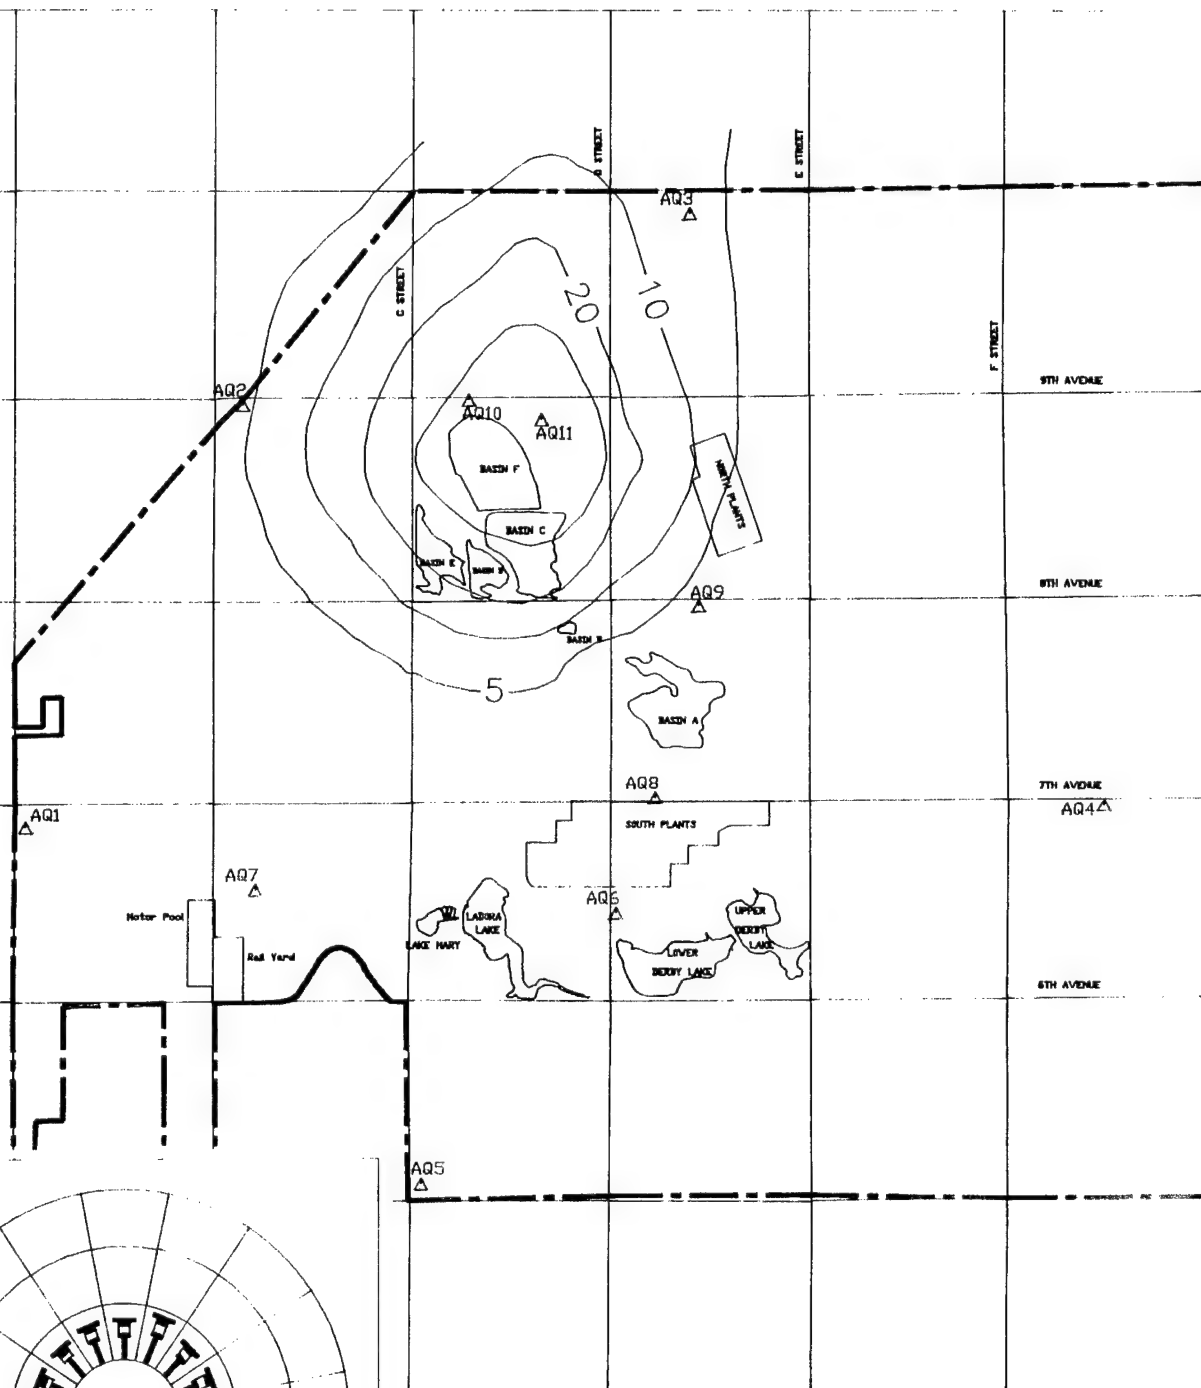 D STREET
E STREET
AQ3
C STREET
20
10
F STREET
9TH AVENUE
AQ2
AQ10
AQ11
BASIN F
NORTH PLANTS
BASIN C
BASIN E
8TH AVENUE
AQ9
5
BASIN A
AQ8
7TH AVENUE
AQ4
AQ1
SOUTH PLANTS
AQ7
AQ6
Motor Pool
LADORA
LAKE
UPPER
DERBY
LAKE
LAKE MARY
Rail Yard
LOWER
DERBY LAKE
6TH AVENUE
AQ5